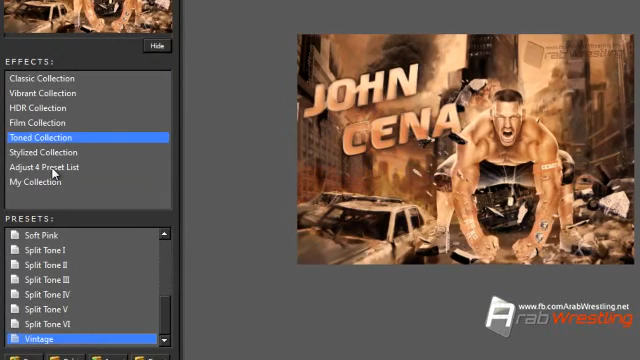 Hide
EFFECTS:
Classic Collection
Vibrant Collection
HDR Collection
Film Collection
Toned Collection
Stylized Collection
Adjust 4 Preset List
My Collection
PRESETS:
Soft Pink
Split Tone I
Split Tone II
Split Tone III
Split Tone IV
Split Tone V
Split Tone VI
Vintage
JOHN
CENA
www.fb.comArabWrestling.net
Arab Wrestling